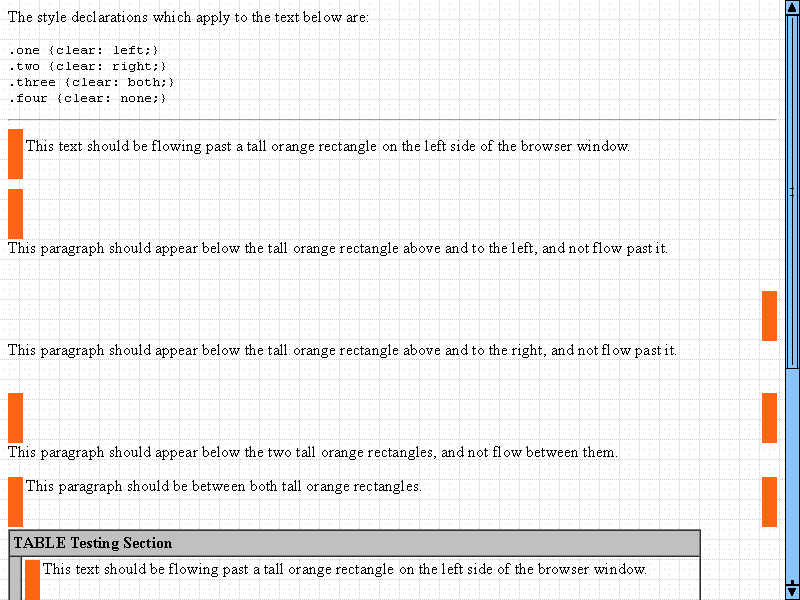 The style declarations which apply to the text below are:
.one {clear: left;}
.two {clear: right;}
.three {clear: both;}
.four {clear: none;}
This text should be flowing past a tall orange rectangle on the left side of the browser window.
This paragraph should appear below the tall orange rectangle above and to the left, and not flow past it.
This paragraph should appear below the tall orange rectangle above and to the right, and not flow past it.
This paragraph should appear below the two tall orange rectangles, and not flow between them.
This paragraph should be between both tall orange rectangles.
TABLE Testing Section
This text should be flowing past a tall orange rectangle on the left side of the browser window.